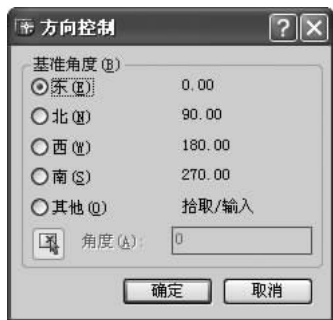 方向控制
基准角度(B)
东(E) 0.00
北(N) 90.00
西(W) 180.00
南(S) 270.00
其他(O) 拾取/输入
角度(A): 0
确定 取消